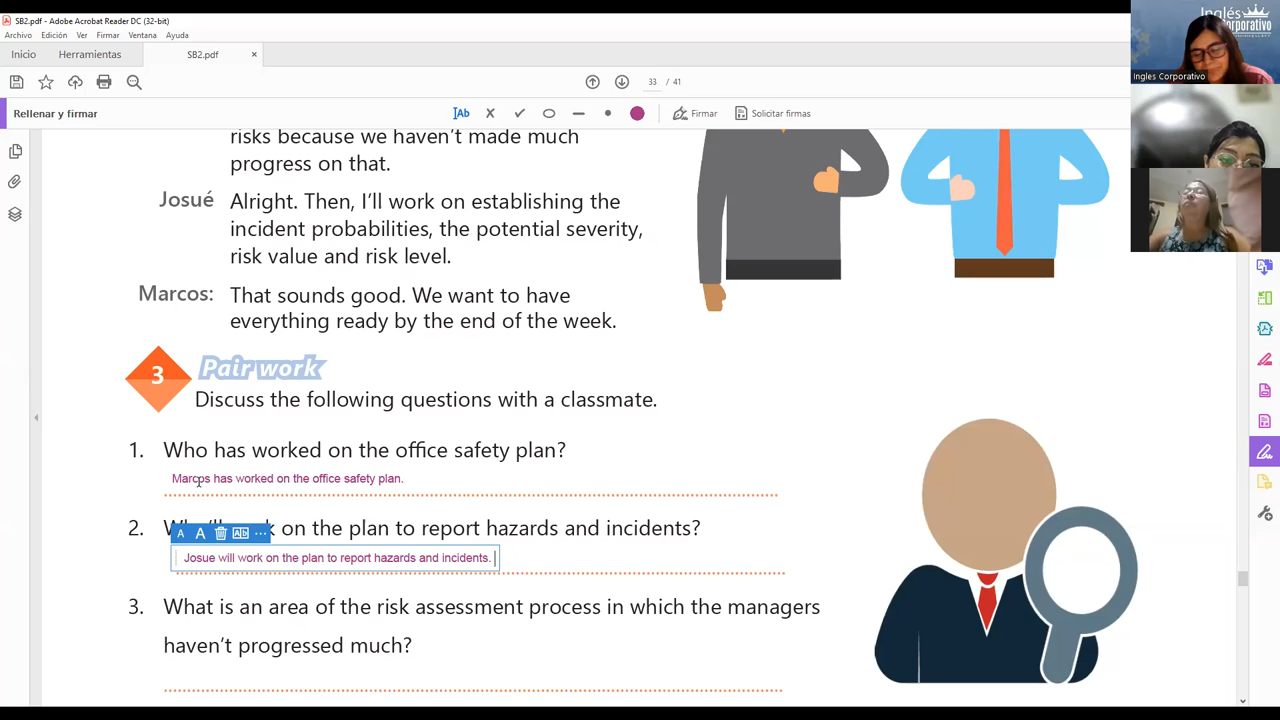 SB2.pdf - Adobe Acrobat Reader DC (32-bit)
Archivo Edición Ver Firmar Ventana Ayuda
Inicio Herramientas SB2.pdf
33 / 41
Rellenar y firmar
Ab
Firmar
Solicitar firmas
Inglés
Corporativo
Ingles Corporativo
risks because we haven't made much
progress on that.
Josué Alright. Then, I'll work on establishing the
incident probabilities, the potential severity,
risk value and risk level.
Marcos: That sounds good. We want to have
everything ready by the end of the week.
3 Pair work
Discuss the following questions with a classmate.
1. Who has worked on the office safety plan?
Marcos has worked on the office safety plan.
2. Who'll work on the plan to report hazards and incidents?
A A Ab ...
Josue will work on the plan to report hazards and incidents.
3. What is an area of the risk assessment process in which the managers
haven't progressed much?